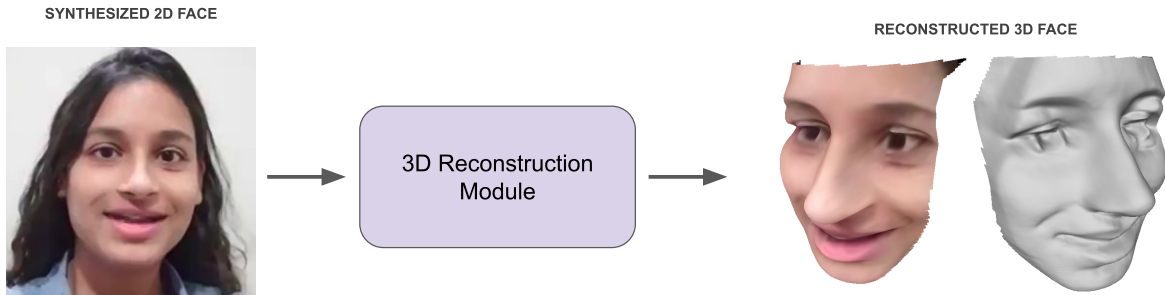 SYNTHESIZED 2D FACE
RECONSTRUCTED 3D FACE
3D Reconstruction
Module